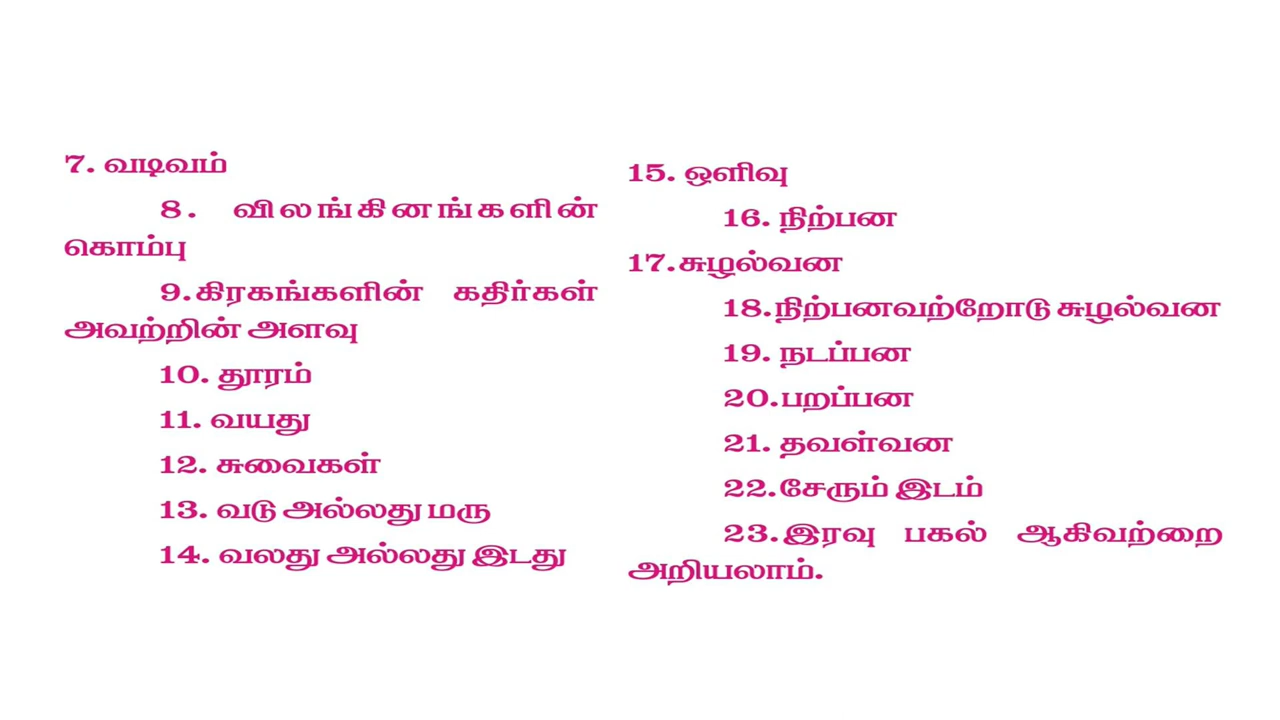 7. வடிவம்
8. விலங்கினங்களின்
கொம்பு
9.கிரகங்களின் கதிர்கள்
அவற்றின் அளவு
10. தூரம்
11. வயது
12. சுவைகள்
13. வடு அல்லது மரு
14. வலது அல்லது இடது
15. ஒளிவு
16. நிற்பன
17.சுழல்வன
18.நிற்பனவற்றோடு சுழல்வன
19. நடப்பன
20.பறப்பன
21. தவள்வன
22.சேரும் இடம்
23.இரவு பகல் ஆகிவற்றை
அறியலாம்.